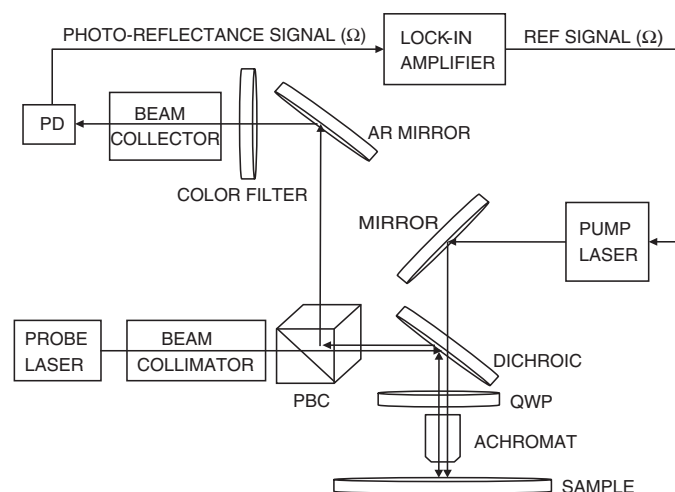 PHOTO-REFLECTANCE SIGNAL (Ω)
LOCK-IN
AMPLIFIER
REF SIGNAL (Ω)
PD
BEAM
COLLECTOR
AR MIRROR
COLOR FILTER
MIRROR
PUMP
LASER
PROBE
LASER
BEAM
COLLIMATOR
PBC
DICHROIC
QWP
ACHROMAT
SAMPLE